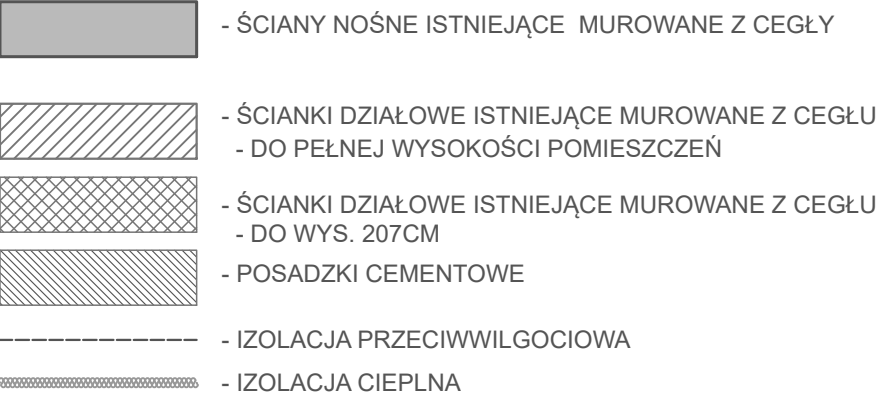 - ŚCIANY NOŚNE ISTNIEJĄCE MUROWANE Z CEGŁY
- ŚCIANKI DZIAŁOWE ISTNIEJĄCE MUROWANE Z CEGŁU
- DO PEŁNEJ WYSOKOŚCI POMIESZCZEŃ
- ŚCIANKI DZIAŁOWE ISTNIEJĄCE MUROWANE Z CEGŁU
- DO WYS. 207CM
- POSADZKI CEMENTOWE
- IZOLACJA PRZECIWWILGOCIOWA
- IZOLACJA CIEPLNA